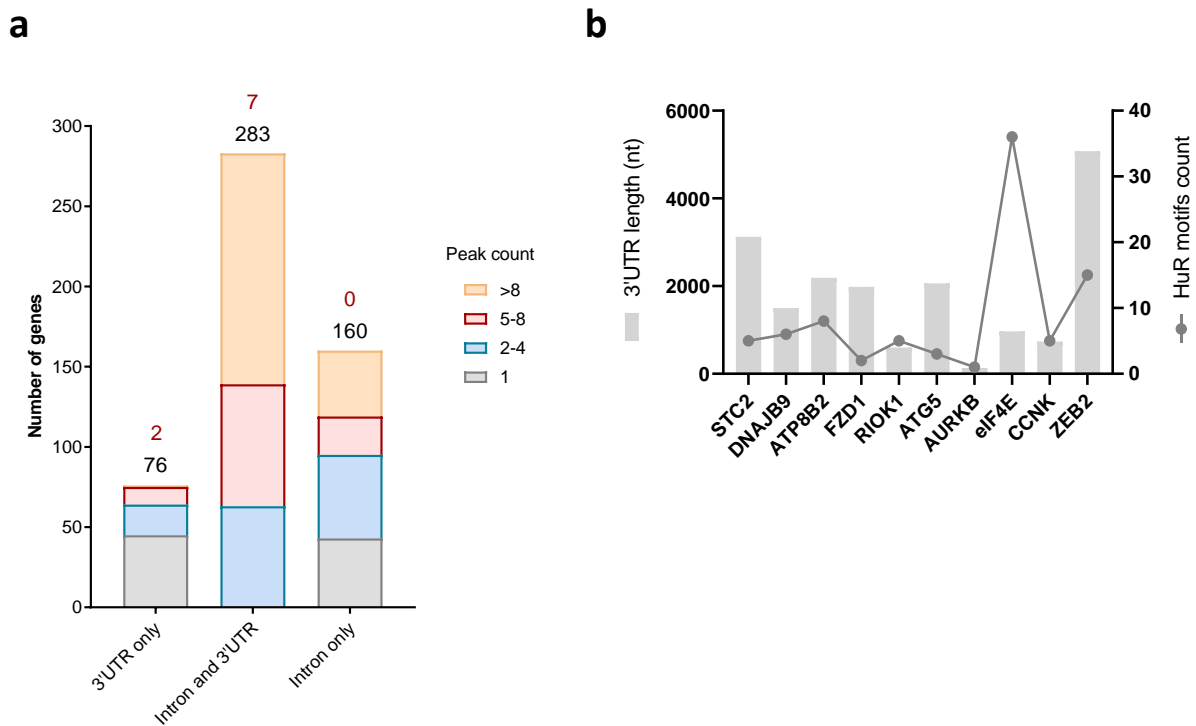 a
b
7
283
0
160
2
76
300
250
200
150
100
50
0
Number of genes
3'UTR only
Intron and 3'UTR
Intron only
Peak count
>8
5-8
2-4
1
3'UTR length (nt)
6000
4000
2000
0
40
30
20
10
0
HuR motifs count
STC2
DNAJB9
ATP8B2
FZD1
RIOK1
ATG5
AURKB
eIF4E
CCNK
ZEB2